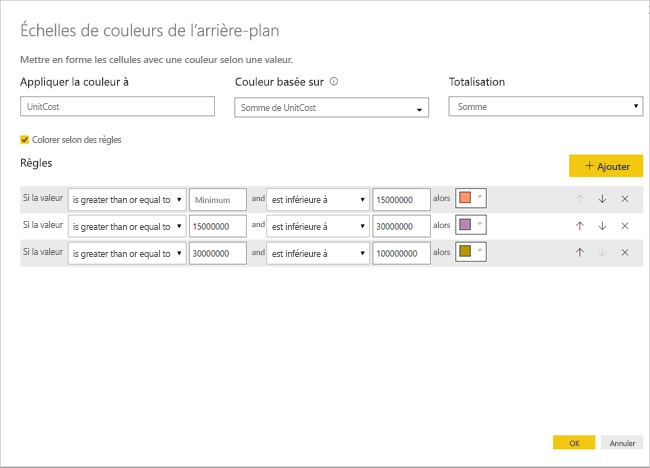 Échelles de couleurs de l'arrière-plan
Mettre en forme les cellules avec une couleur selon une valeur.
Appliquer la couleur à Couleur basée sur Totalisation
UnitCost Somme de UnitCost Somme
Colorer selon des règles
Règles
+ Ajouter
Si la valeur is greater than or equal to Minimum and est inférieure à 15000000 alors
Si la valeur is greater than or equal to 15000000 and est inférieure à 30000000 alors
Si la valeur is greater than or equal to 30000000 and est inférieure à 100000000 alors
OK Annuler